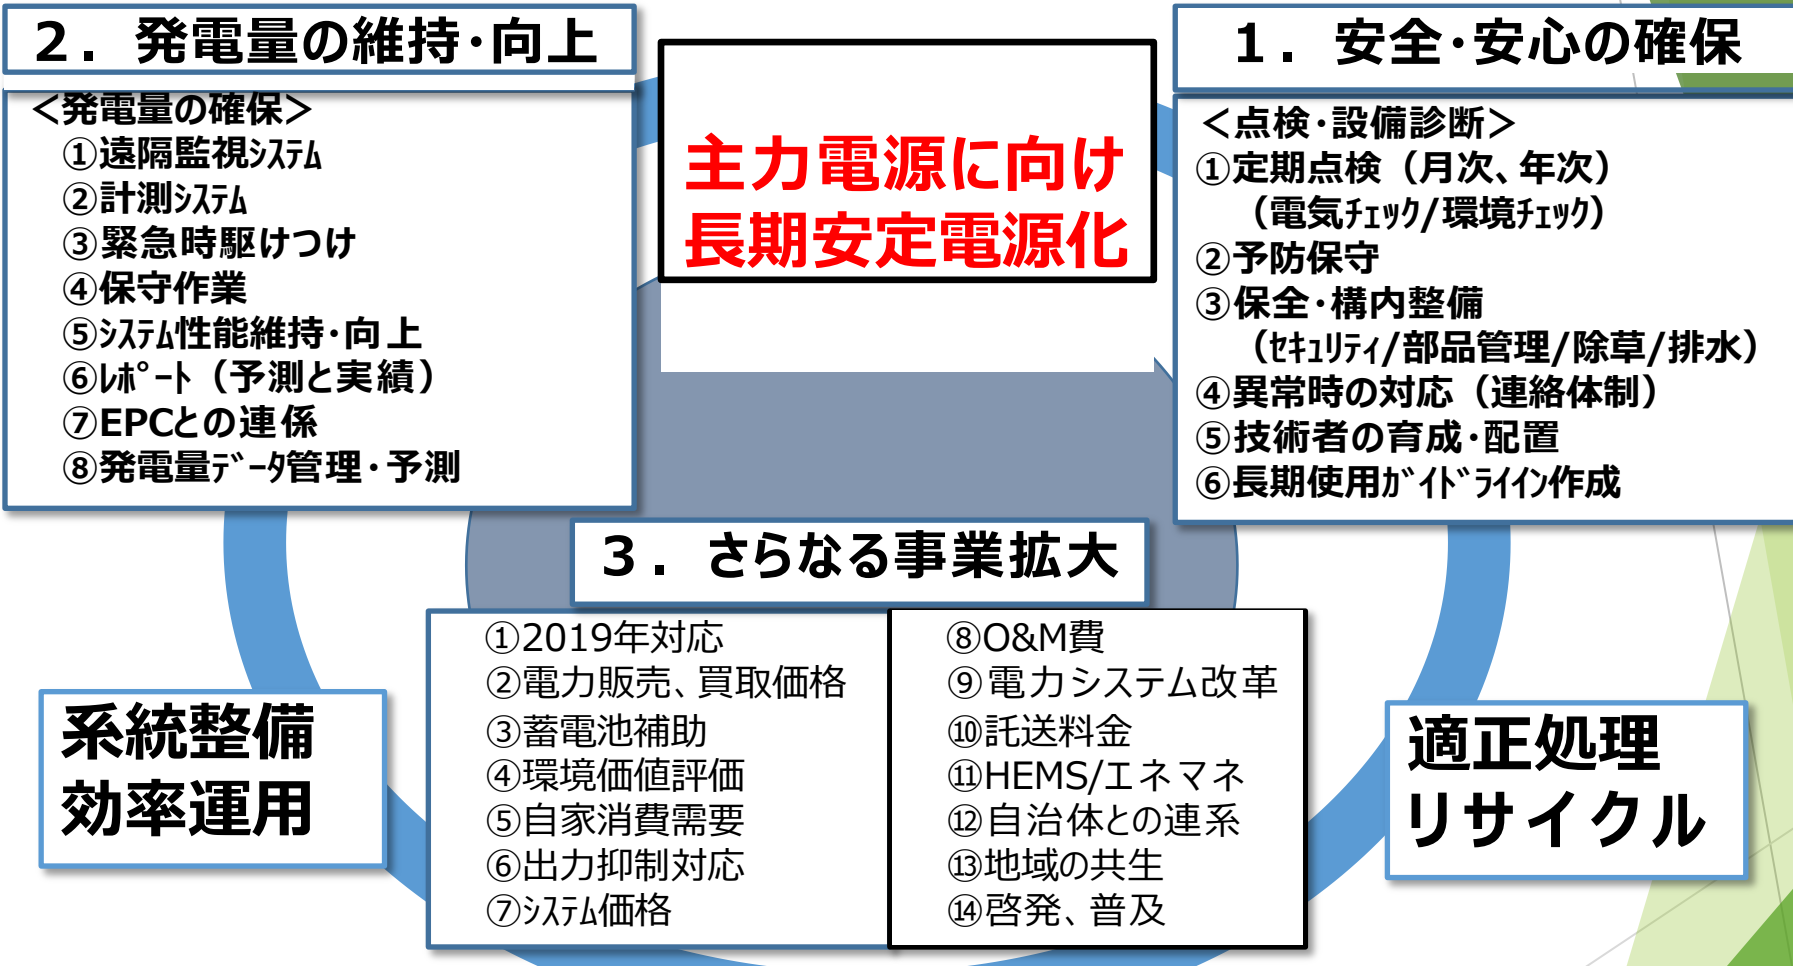 ２．発電量の維持・向上
＜発電量の確保＞
①遠隔監視ｼｽﾃﾑ
②計測ｼｽﾃﾑ
③緊急時駆けつけ
④保守作業
⑤ｼｽﾃﾑ性能維持・向上
⑥ﾚﾎﾟｰﾄ（予測と実績）
⑦EPCとの連係
⑧発電量ﾃﾞｰﾀ管理・予測
主力電源に向け
長期安定電源化
１．安全・安心の確保
＜点検・設備診断＞
①定期点検（月次、年次）
（電気ﾁｪｯｸ/環境ﾁｪｯｸ）
②予防保守
③保全・構内整備
（ｾｷｭﾘﾃｨ/部品管理/除草/排水）
④異常時の対応（連絡体制）
⑤技術者の育成・配置
⑥長期使用ｶﾞｲﾄﾞﾗｲｲﾝ作成
３．さらなる事業拡大
①2019年対応
②電力販売、買取価格
③蓄電池補助
④環境価値評価
⑤自家消費需要
⑥出力抑制対応
⑦ｼｽﾃﾑ価格
⑧O&M費
⑨電力システム改革
⑩託送料金
⑪HEMS/エネマネ
⑫自治体との連系
⑬地域の共生
⑭啓発、普及
系統整備
効率運用
適正処理
リサイクル